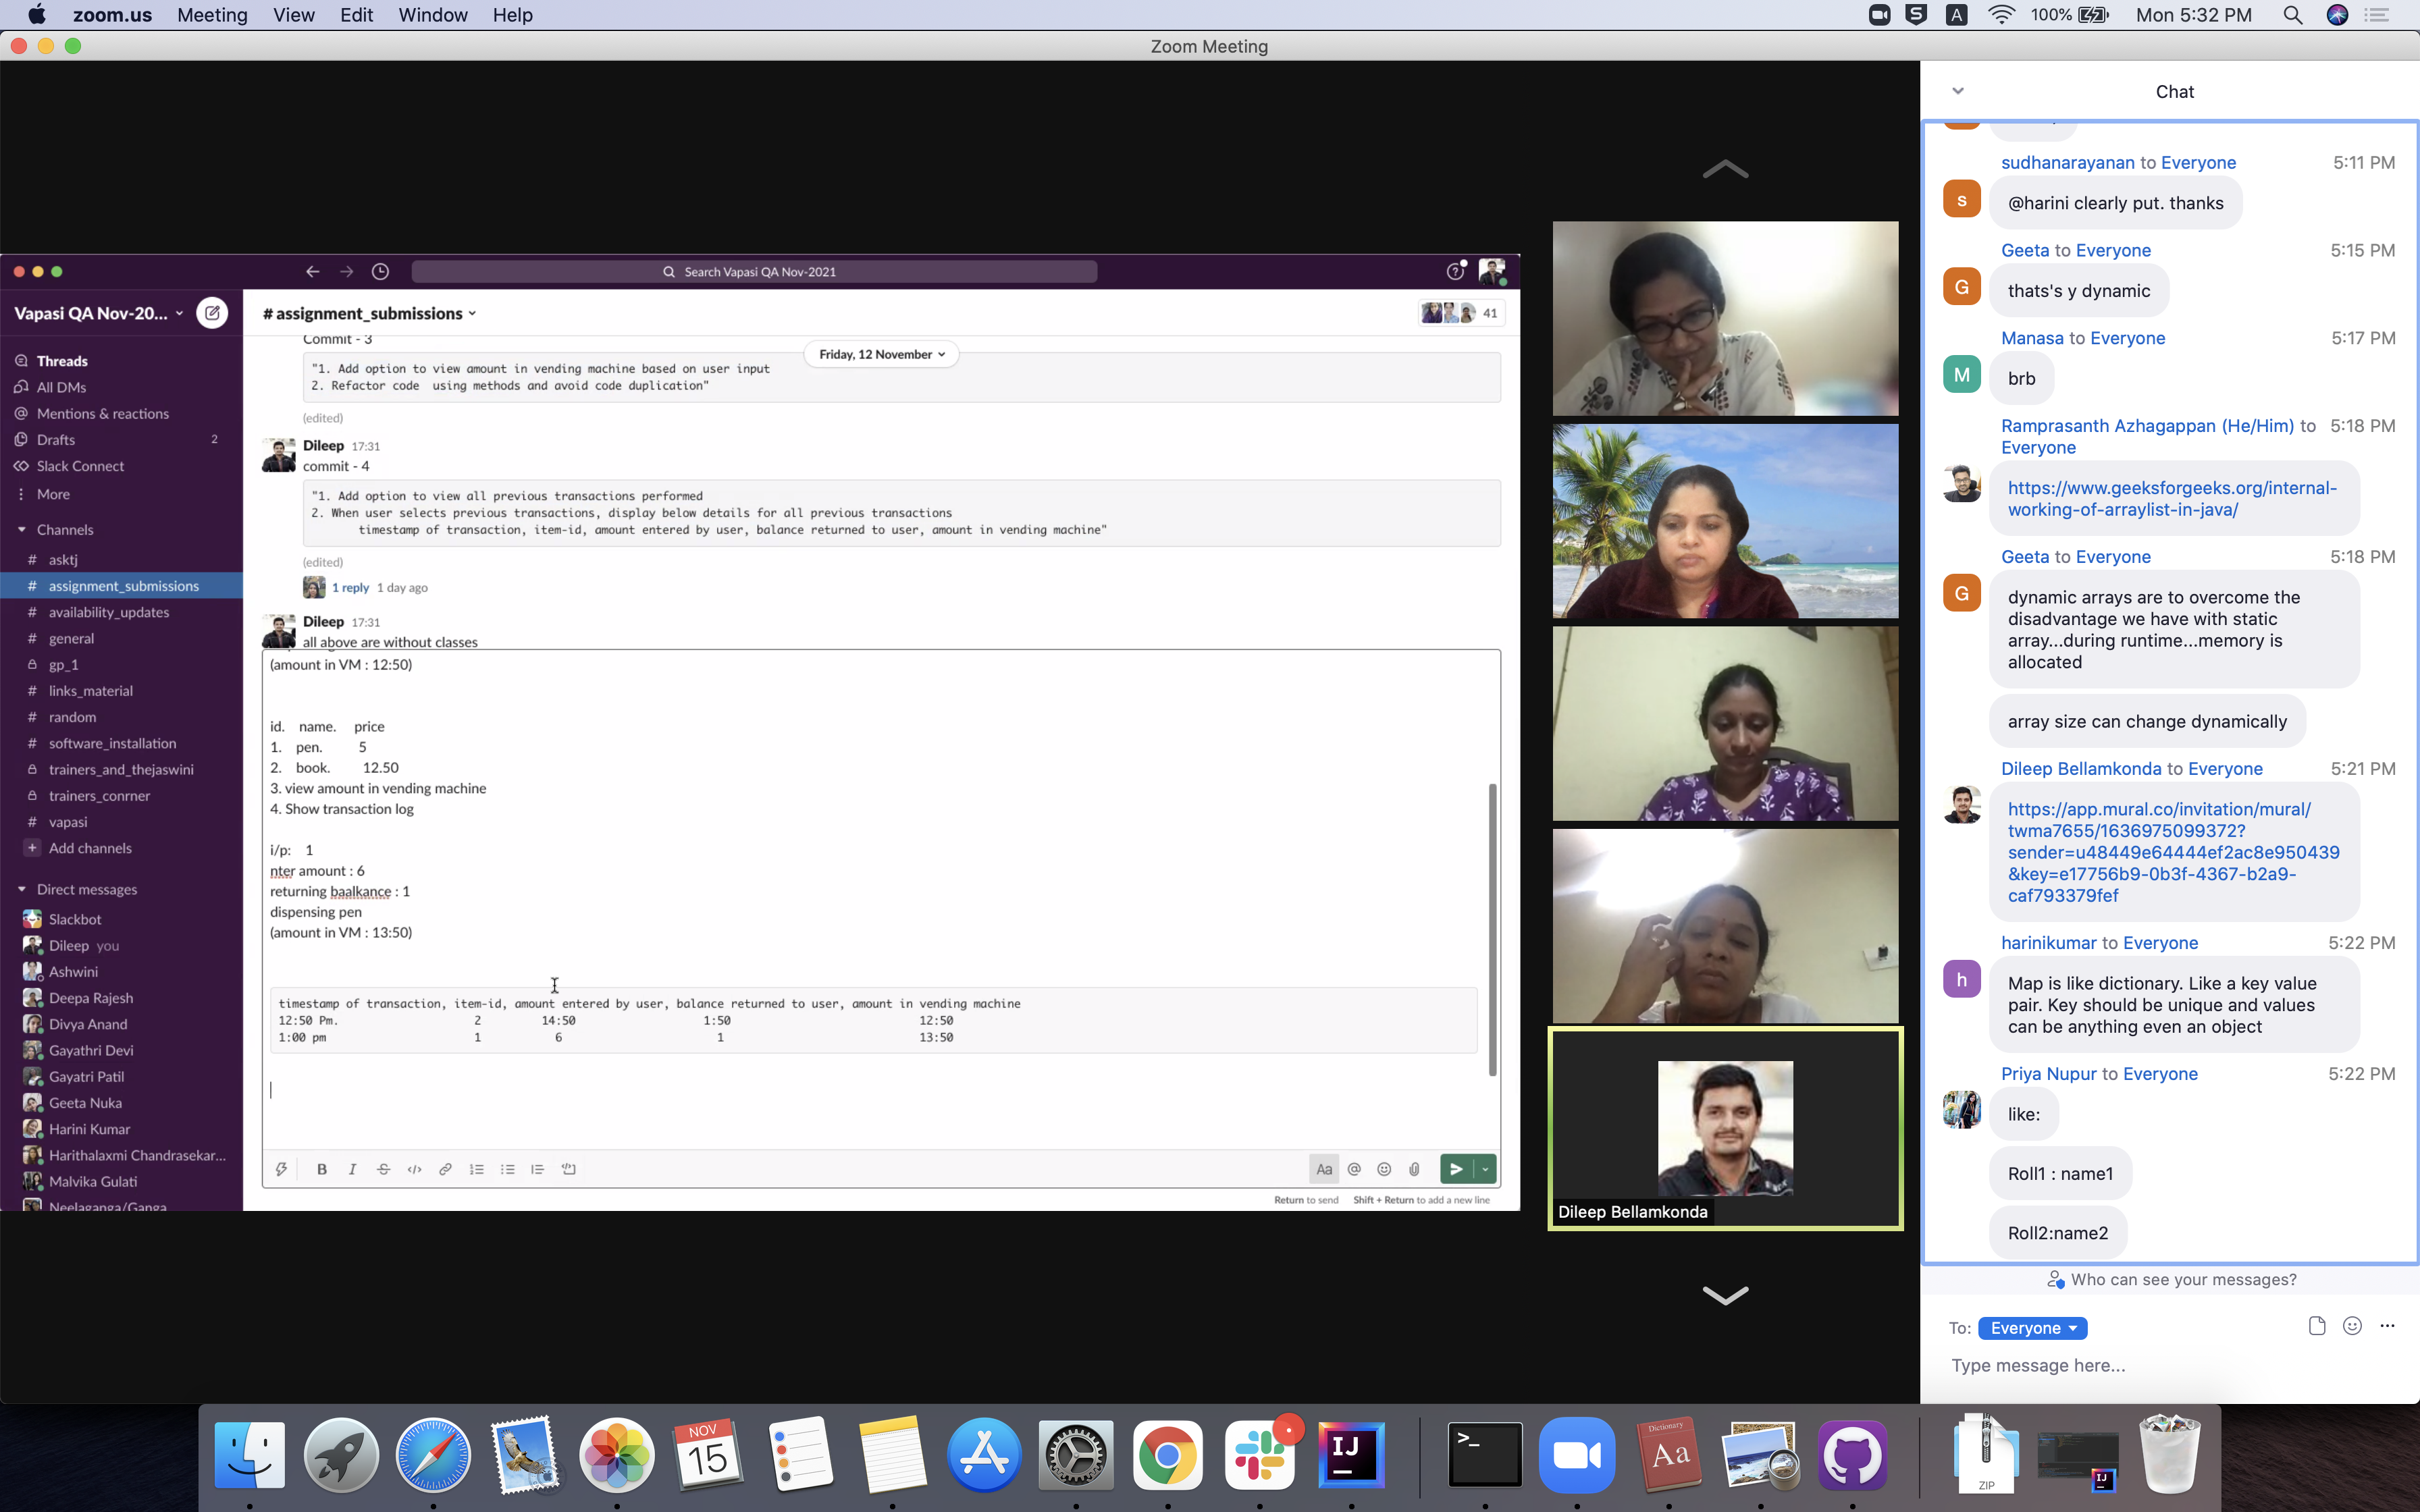 zoom.us Meeting View Edit Window Help
100% Mon 5:32 PM
Zoom Meeting
Search Vapasi QA Nov-2021
Vapasi QA Nov-20...
Threads
All DMs
Mentions & reactions
Drafts 2
Slack Connect
More
Channels
# asktj
# assignment_submissions
# availability_updates
# general
gp_1
# links_material
# random
# software_installation
trainers_and_thejaswini
trainers_conrner
# vapasi
+ Add channels
Direct messages
Slackbot
Dileep you
Ashwini
Deepa Rajesh
Divya Anand
Gayathri Devi
Gayatri Patil
Geeta Nuka
Harini Kumar
Harithalaxmi Chandrasekar...
Malvika Gulati
Neelaganga/Ganga
# assignment_submissions
41
Commit - 3
Friday, 12 November
"1. Add option to view amount in vending machine based on user input
2. Refactor code  using methods and avoid code duplication"
(edited)
Dileep 17:31
commit - 4
"1. Add option to view all previous transactions performed
2. When user selects previous transactions, display below details for all previous transactions
timestamp of transaction, item-id, amount entered by user, balance returned to user, amount in vending machine"
(edited)
1 reply 1 day ago
Dileep 17:31
all above are without classes
(amount in VM : 12:50)
id. name. price
1. pen. 5
2. book. 12.50
3. view amount in vending machine
4. Show transaction log
i/p: 1
nter amount : 6
returning baalkance : 1
dispensing pen
(amount in VM : 13:50)
timestamp of transaction, item-id, amount entered by user, balance returned to user, amount in vending machine
12:50 Pm. 2 14:50 1:50 12:50
1:00 pm 1 6 1 13:50
B I S </> Aa @
Return to send Shift + Return to add a new line
Dileep Bellamkonda
Chat
sudhanarayanan to Everyone 5:11 PM
s
@harini clearly put. thanks
Geeta to Everyone 5:15 PM
G
thats's y dynamic
Manasa to Everyone 5:17 PM
M
brb
Ramprasanth Azhagappan (He/Him) to 5:18 PM
Everyone
https://www.geeksforgeeks.org/internal-
working-of-arraylist-in-java/
Geeta to Everyone 5:18 PM
G
dynamic arrays are to overcome the
disadvantage we have with static
array...during runtime...memory is
allocated
array size can change dynamically
Dileep Bellamkonda to Everyone 5:21 PM
https://app.mural.co/invitation/mural/
twma7655/1636975099372?
sender=u48449e64444ef2ac8e950439
&key=e17756b9-0b3f-4367-b2a9-
caf793379fef
harinikumar to Everyone 5:22 PM
h
Map is like dictionary. Like a key value
pair. Key should be unique and values
can be anything even an object
Priya Nupur to Everyone 5:22 PM
like:
Roll1 : name1
Roll2:name2
Who can see your messages?
To: Everyone
Type message here...
NOV
15
IJ
>_
Dictionary
Aa
ZIP
IJ